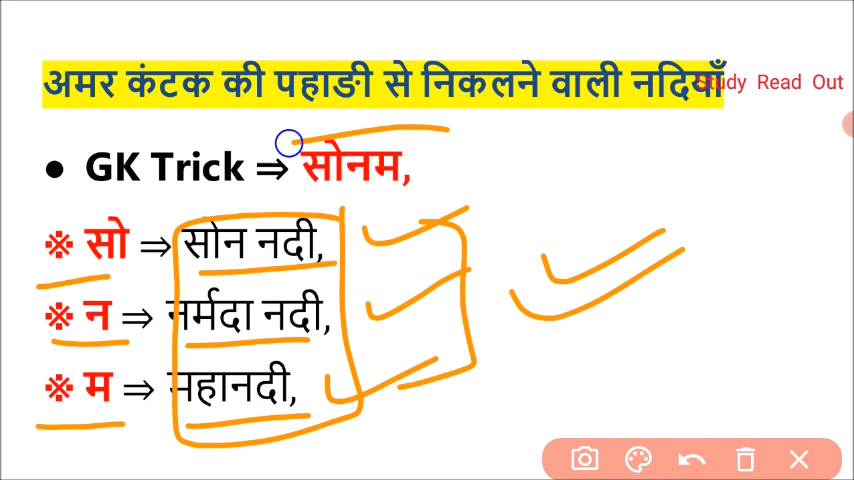 अमर कंटक की पहाङी से निकलने वाली नदियाँ
Study Read Out
● GK Trick ⇒ सोनम,
※ सो ⇒ सोन नदी,
※ न ⇒ नर्मदा नदी,
※ म ⇒ महानदी,